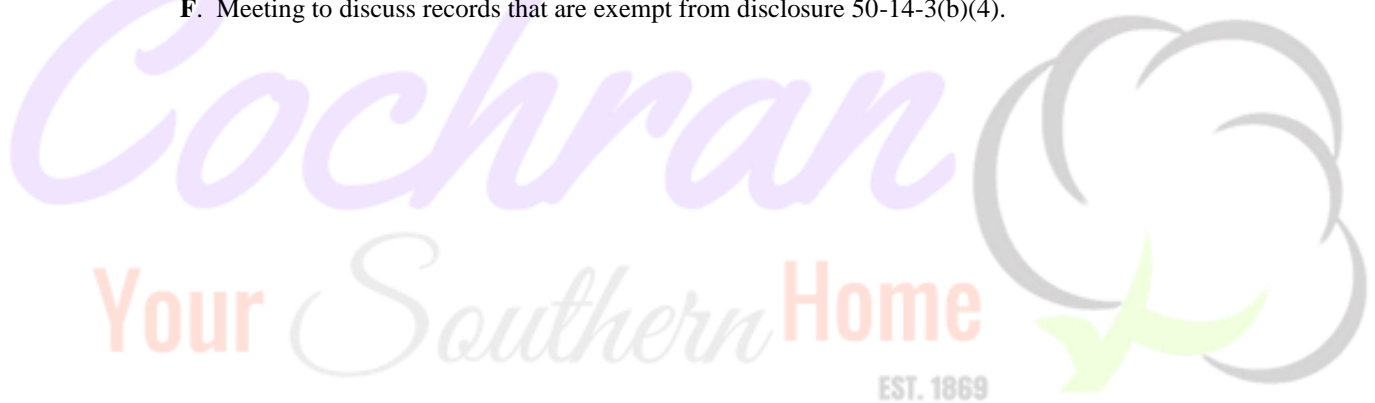 F. Meeting to discuss records that are exempt from disclosure 50-14-3(b)(4).
Cochran
Your Southern Home
EST. 1869